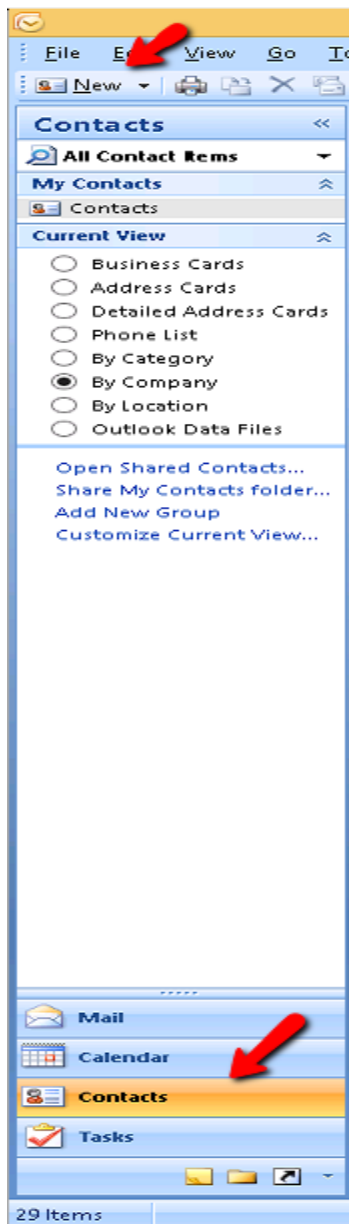 File E View Go T
New
Contacts
All Contact Items
My Contacts
Contacts
Current View
Business Cards
Address Cards
Detailed Address Cards
Phone List
By Category
By Company
By Location
Outlook Data Files
Open Shared Contacts...
Share My Contacts folder...
Add New Group
Customize Current View...
Mail
Calendar
Contacts
Tasks
29 Items